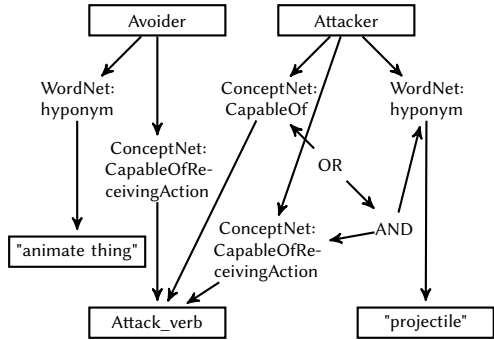 Avoider
Attacker
WordNet:
hyponym
ConceptNet:
CapableOf
WordNet:
hyponym
ConceptNet:
CapableOfRe-
ceivingAction
OR
ConceptNet:
CapableOfRe-
ceivingAction
AND
"animate thing"
Attack_verb
"projectile"